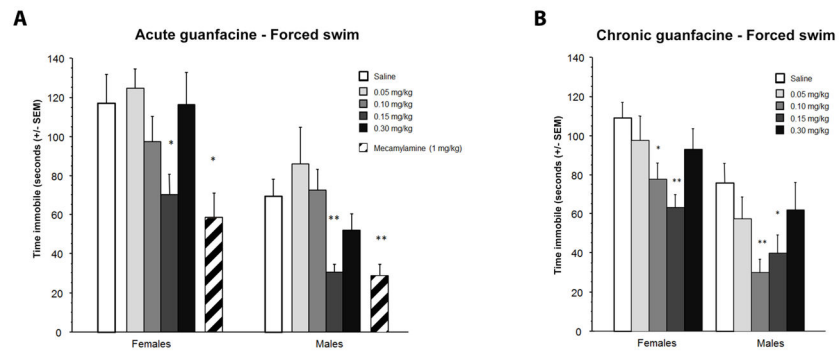 A
Acute guanfacine - Forced swim
Time immobile (seconds (+/- SEM)
140
120
100
80
60
40
20
0
Saline
0.05 mg/kg
0.10 mg/kg
0.15 mg/kg
0.30 mg/kg
Mecamylamine (1 mg/kg)
*
*
**
**
Females
Males
B
Chronic guanfacine - Forced swim
Time immobile (seconds (+/- SEM)
140
120
100
80
60
40
20
0
Saline
0.05 mg/kg
0.10 mg/kg
0.15 mg/kg
0.30 mg/kg
*
**
**
*
Females
Males